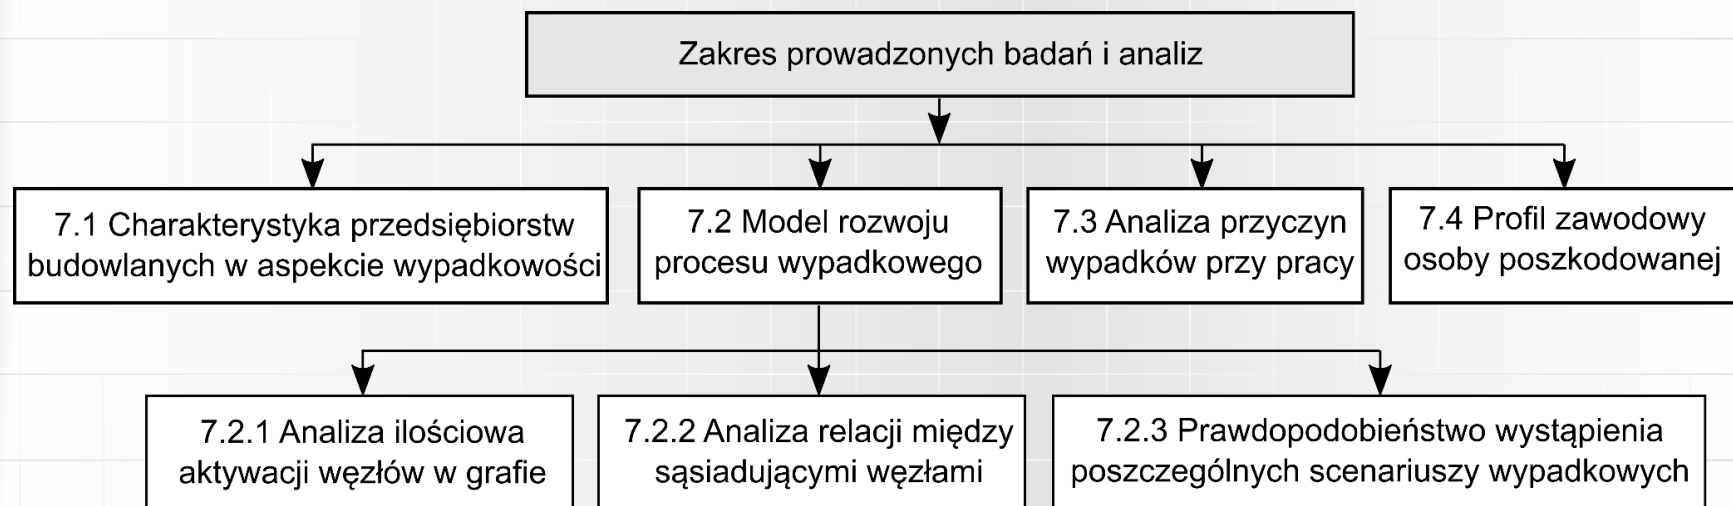 Zakres prowadzonych badań i analiz
7.1 Charakterystyka przedsiębiorstw
budowlanych w aspekcie wypadkowości
7.2 Model rozwoju
procesu wypadkowego
7.3 Analiza przyczyn
wypadków przy pracy
7.4 Profil zawodowy
osoby poszkodowanej
7.2.1 Analiza ilościowa
aktywacji węzłów w grafie
7.2.2 Analiza relacji między
sąsiadującymi węzłami
7.2.3 Prawdopodobieństwo wystąpienia
poszczególnych scenariuszy wypadkowych